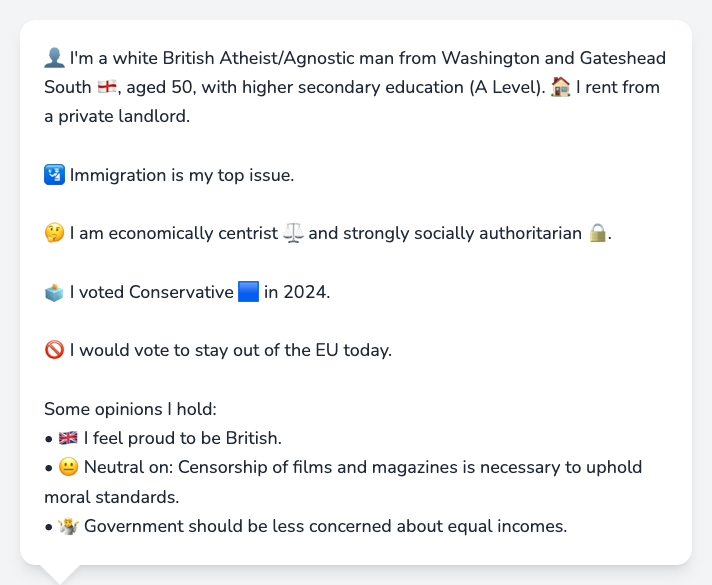 👤 I'm a white British Atheist/Agnostic man from Washington and Gateshead
South 🏴󠁧󠁢󠁥󠁮󠁧󠁿, aged 50, with higher secondary education (A Level). 🏠 I rent from
a private landlord.
🛂 Immigration is my top issue.
🤔 I am economically centrist ⚖️ and strongly socially authoritarian 🔒.
🗳️ I voted Conservative 🟦 in 2024.
🚫 I would vote to stay out of the EU today.
Some opinions I hold:
• 🇬🇧 I feel proud to be British.
• 😐 Neutral on: Censorship of films and magazines is necessary to uphold
moral standards.
• 🤷 Government should be less concerned about equal incomes.